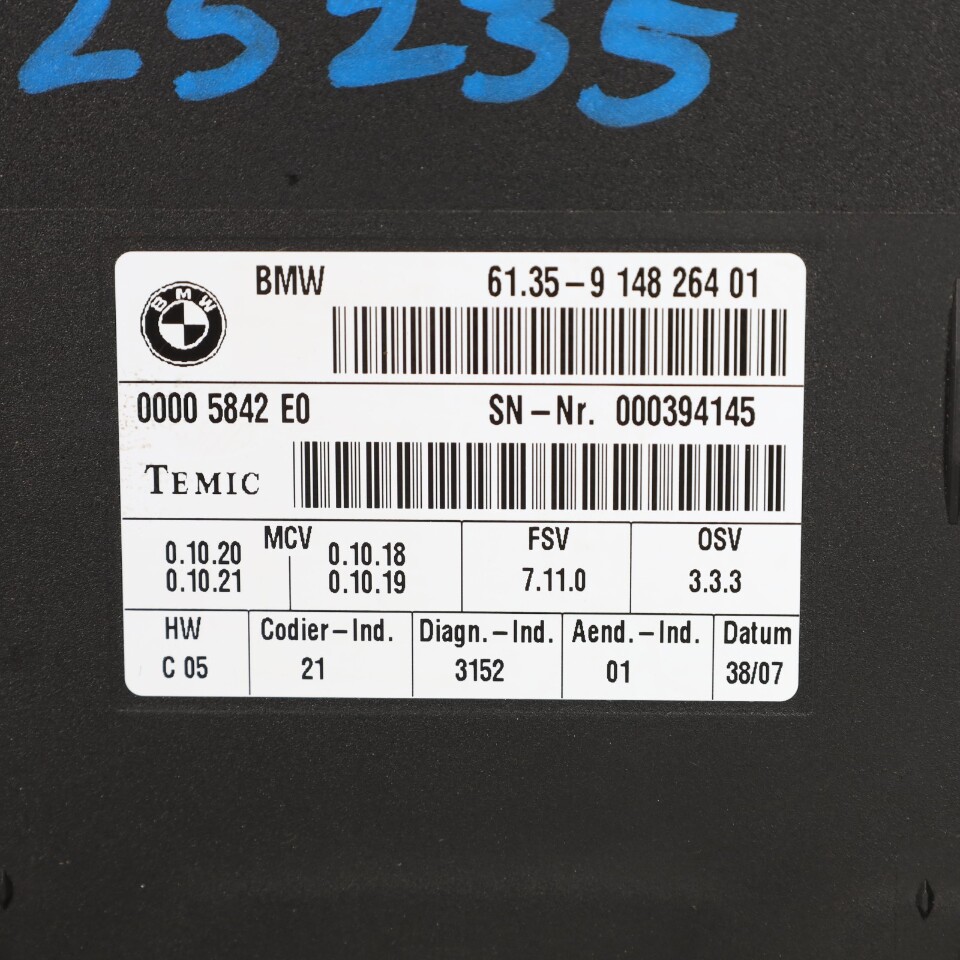 25235
BMW
BMW 61.35-9 148 264 01
0000 5842 E0 SN-Nr. 000394145
TEMIC
MCV FSV OSV
0.10.20 0.10.18
0.10.21 0.10.19 7.11.0 3.3.3
HW Codier-Ind. Diagn.-Ind. Aend.-Ind. Datum
C 05 21 3152 01 38/07